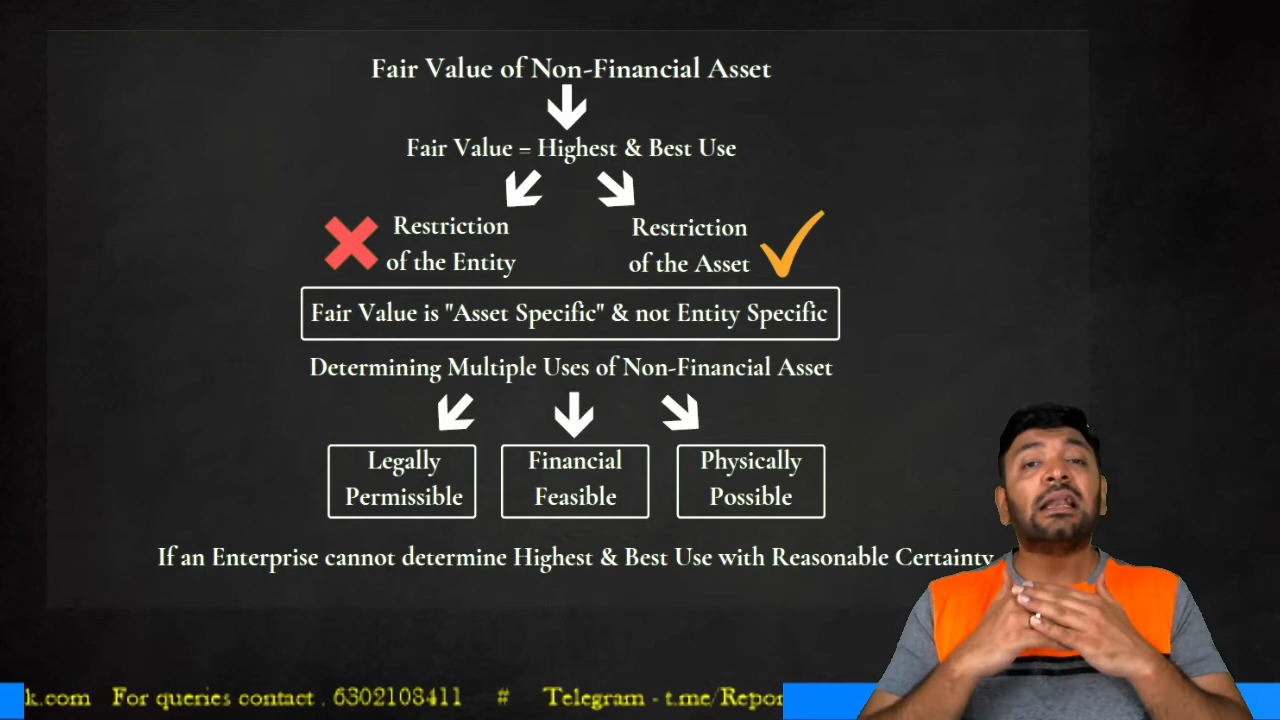 Fair Value of Non-Financial Asset
Fair Value = Highest & Best Use
Restriction
of the Entity
Restriction
of the Asset
Fair Value is "Asset Specific" & not Entity Specific
Determining Multiple Uses of Non-Financial Asset
Legally
Permissible
Financial
Feasible
Physically
Possible
If an Enterprise cannot determine Highest & Best Use with Reasonable Certainty
k.com For queries contact . 6302108411 # Telegram - t.me/Repor